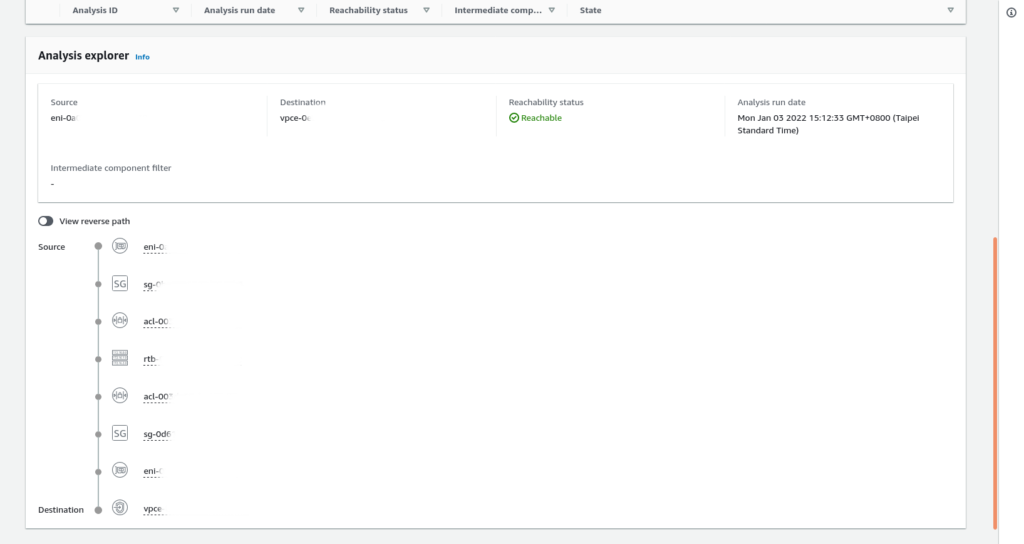 Analysis ID Analysis run date Reachability status Intermediate comp... State
Analysis explorer Info
Source Destination Reachability status Analysis run date
eni-0a vpce-0 Reachable Mon Jan 03 2022 15:12:33 GMT+0800 (Taipei
Standard Time)
Intermediate component filter
-
View reverse path
Source eni-0
SG sg-0
acl-00
rtb-
acl-00
SG sg-0d6
eni-
Destination vpce